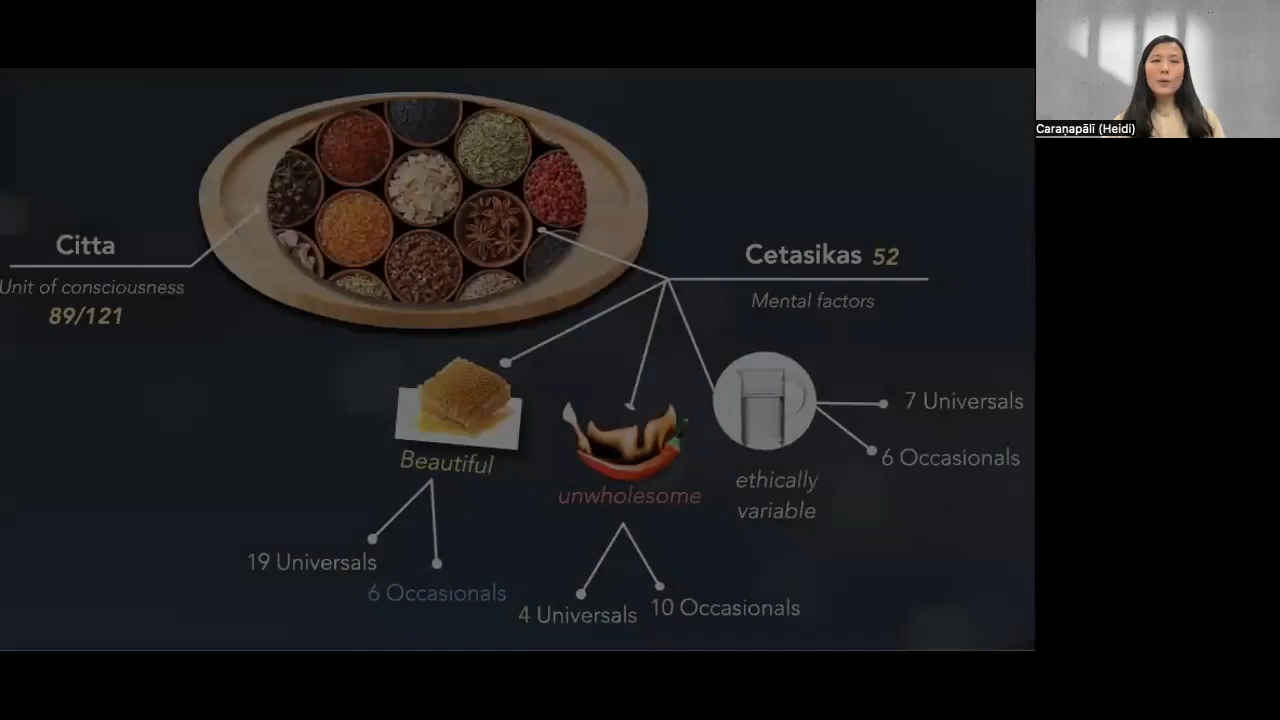 Caraṇapālī (Heidi)
Citta
Unit of consciousness
89/121
Cetasikas 52
Mental factors
Beautiful
19 Universals
6 Occasionals
unwholesome
4 Universals
10 Occasionals
ethically
variable
7 Universals
6 Occasionals